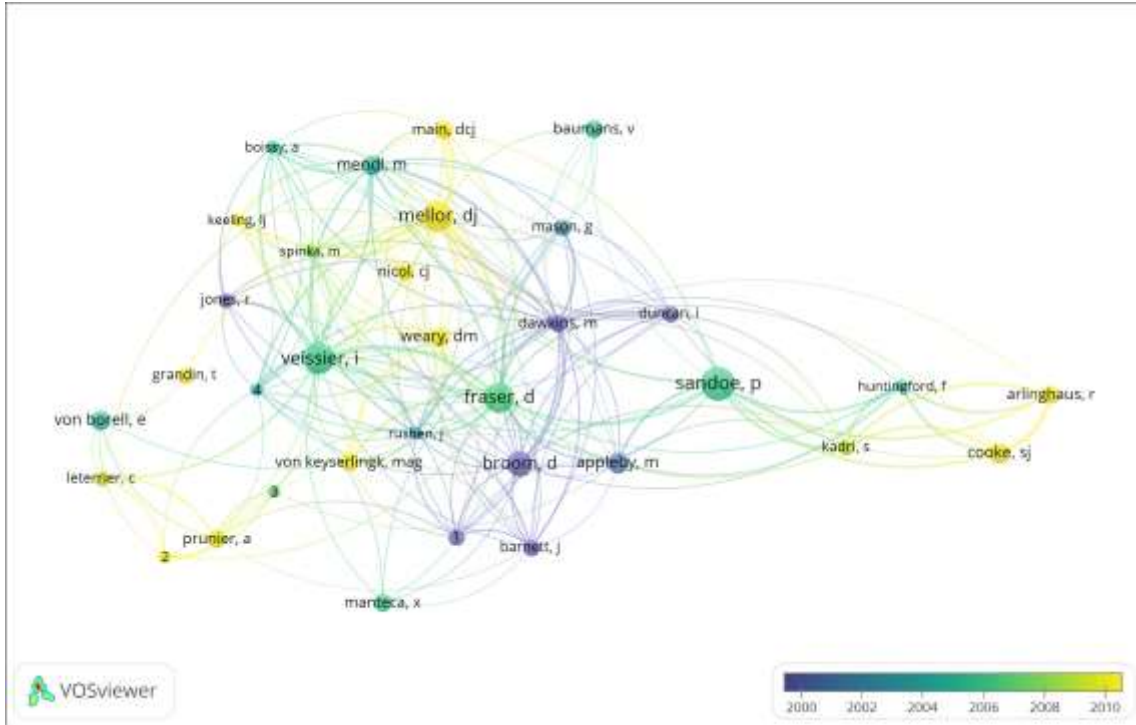 main, dcj
baumans, v
boissy, a
mendl, m
keeling, lj
mellor, dj
mason, g
spinka, m
nicol, cj
jones, r
duncan, i
dawkins, m
weary, dm
veissier, i
grandin, t
sandoe, p
huntingford, f
4
fraser, d
arlinghaus, r
von borell, e
rushen, j
kadri, s
cooke, sj
von keyserlingk, mag
broom, d
appleby, m
leterrier, c
3
prunier, a
1
barnett, j
2
manteca, x
VOSviewer
2000 2002 2004 2006 2008 2010